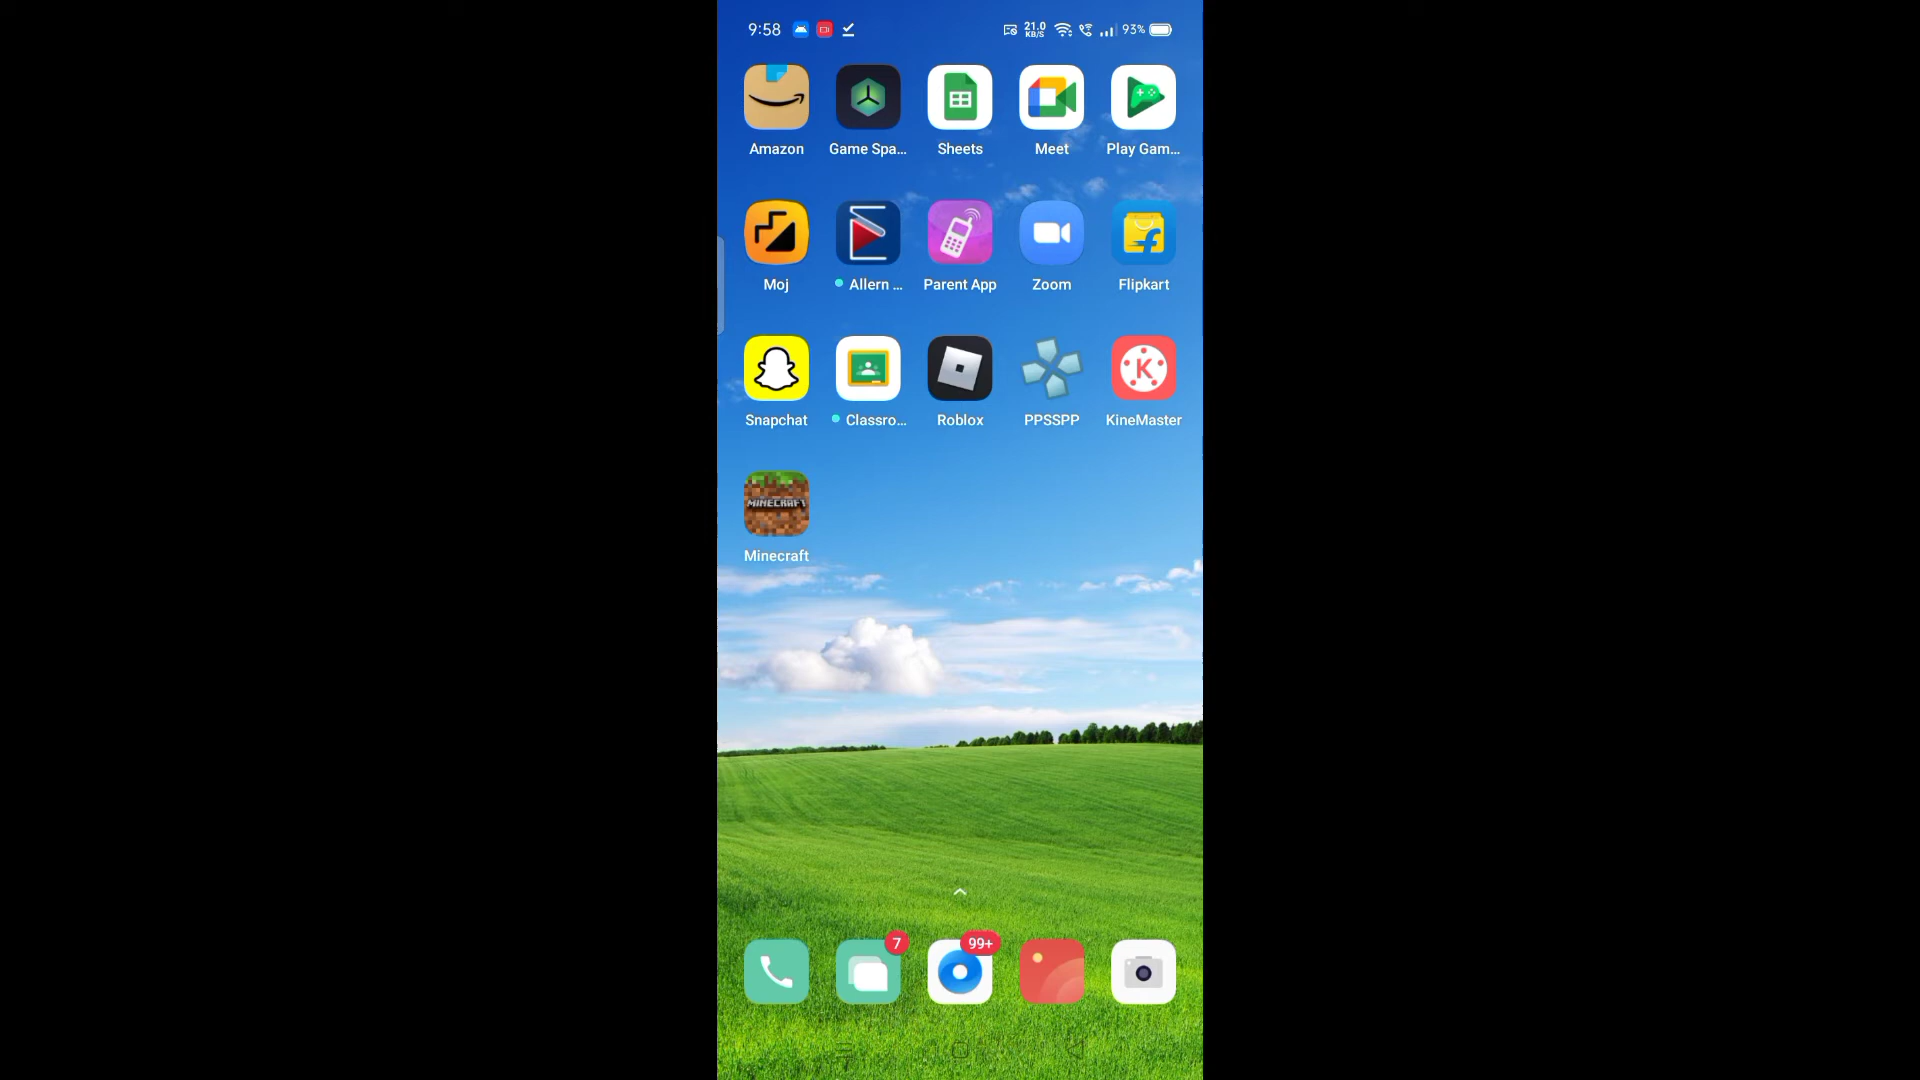 9:58 21.0 KB/S 93%
Amazon Game Spa... Sheets Meet Play Gam...
Moj Allern ... Parent App Zoom Flipkart
K
Snapchat Classro... Roblox PPSSPP KineMaster
MINECRAFT
Minecraft
7 99+